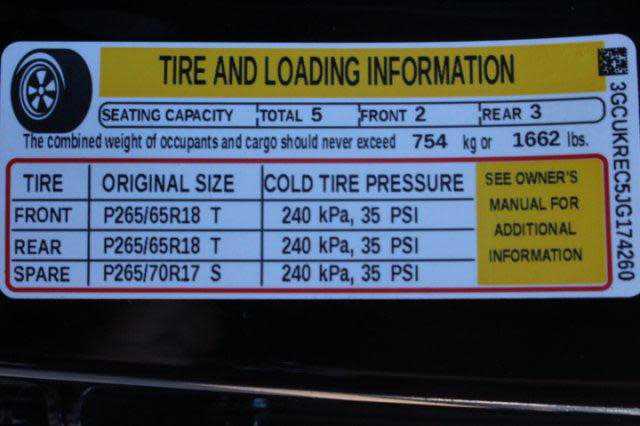 TIRE AND LOADING INFORMATION
SEATING CAPACITY TOTAL 5 FRONT 2 REAR 3
The combined weight of occupants and cargo should never exceed 754 kg or 1662 lbs.
TIRE ORIGINAL SIZE COLD TIRE PRESSURE
FRONT P265/65R18 T 240 kPa, 35 PSI
REAR P265/65R18 T 240 kPa, 35 PSI
SPARE P265/70R17 S 240 kPa, 35 PSI
SEE OWNER'S
MANUAL FOR
ADDITIONAL
INFORMATION
3GCUKREC5JG174260